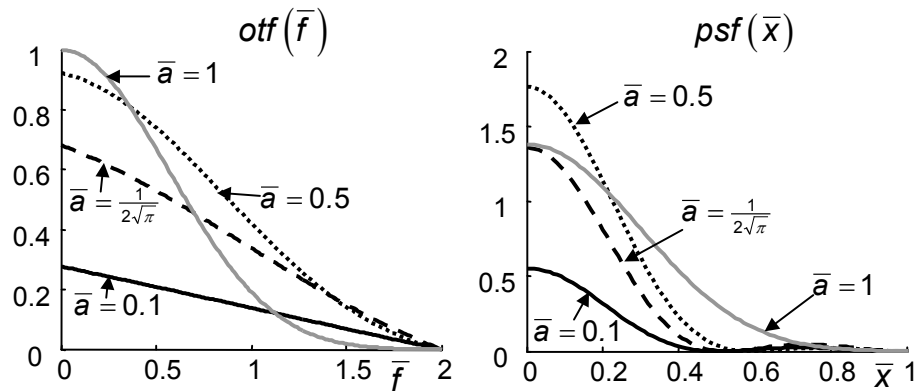 otf(f̅)
1
0.8
0.6
0.4
0.2
0
0 0.5 1 1.5 2
f̅
a̅ = 1
a̅ = 0.5
a̅ = 1/(2√π)
a̅ = 0.1
psf(x̅)
2
1.5
1
0.5
0
0 0.2 0.4 0.6 0.8 1
x̅
a̅ = 0.5
a̅ = 1/(2√π)
a̅ = 1
a̅ = 0.1